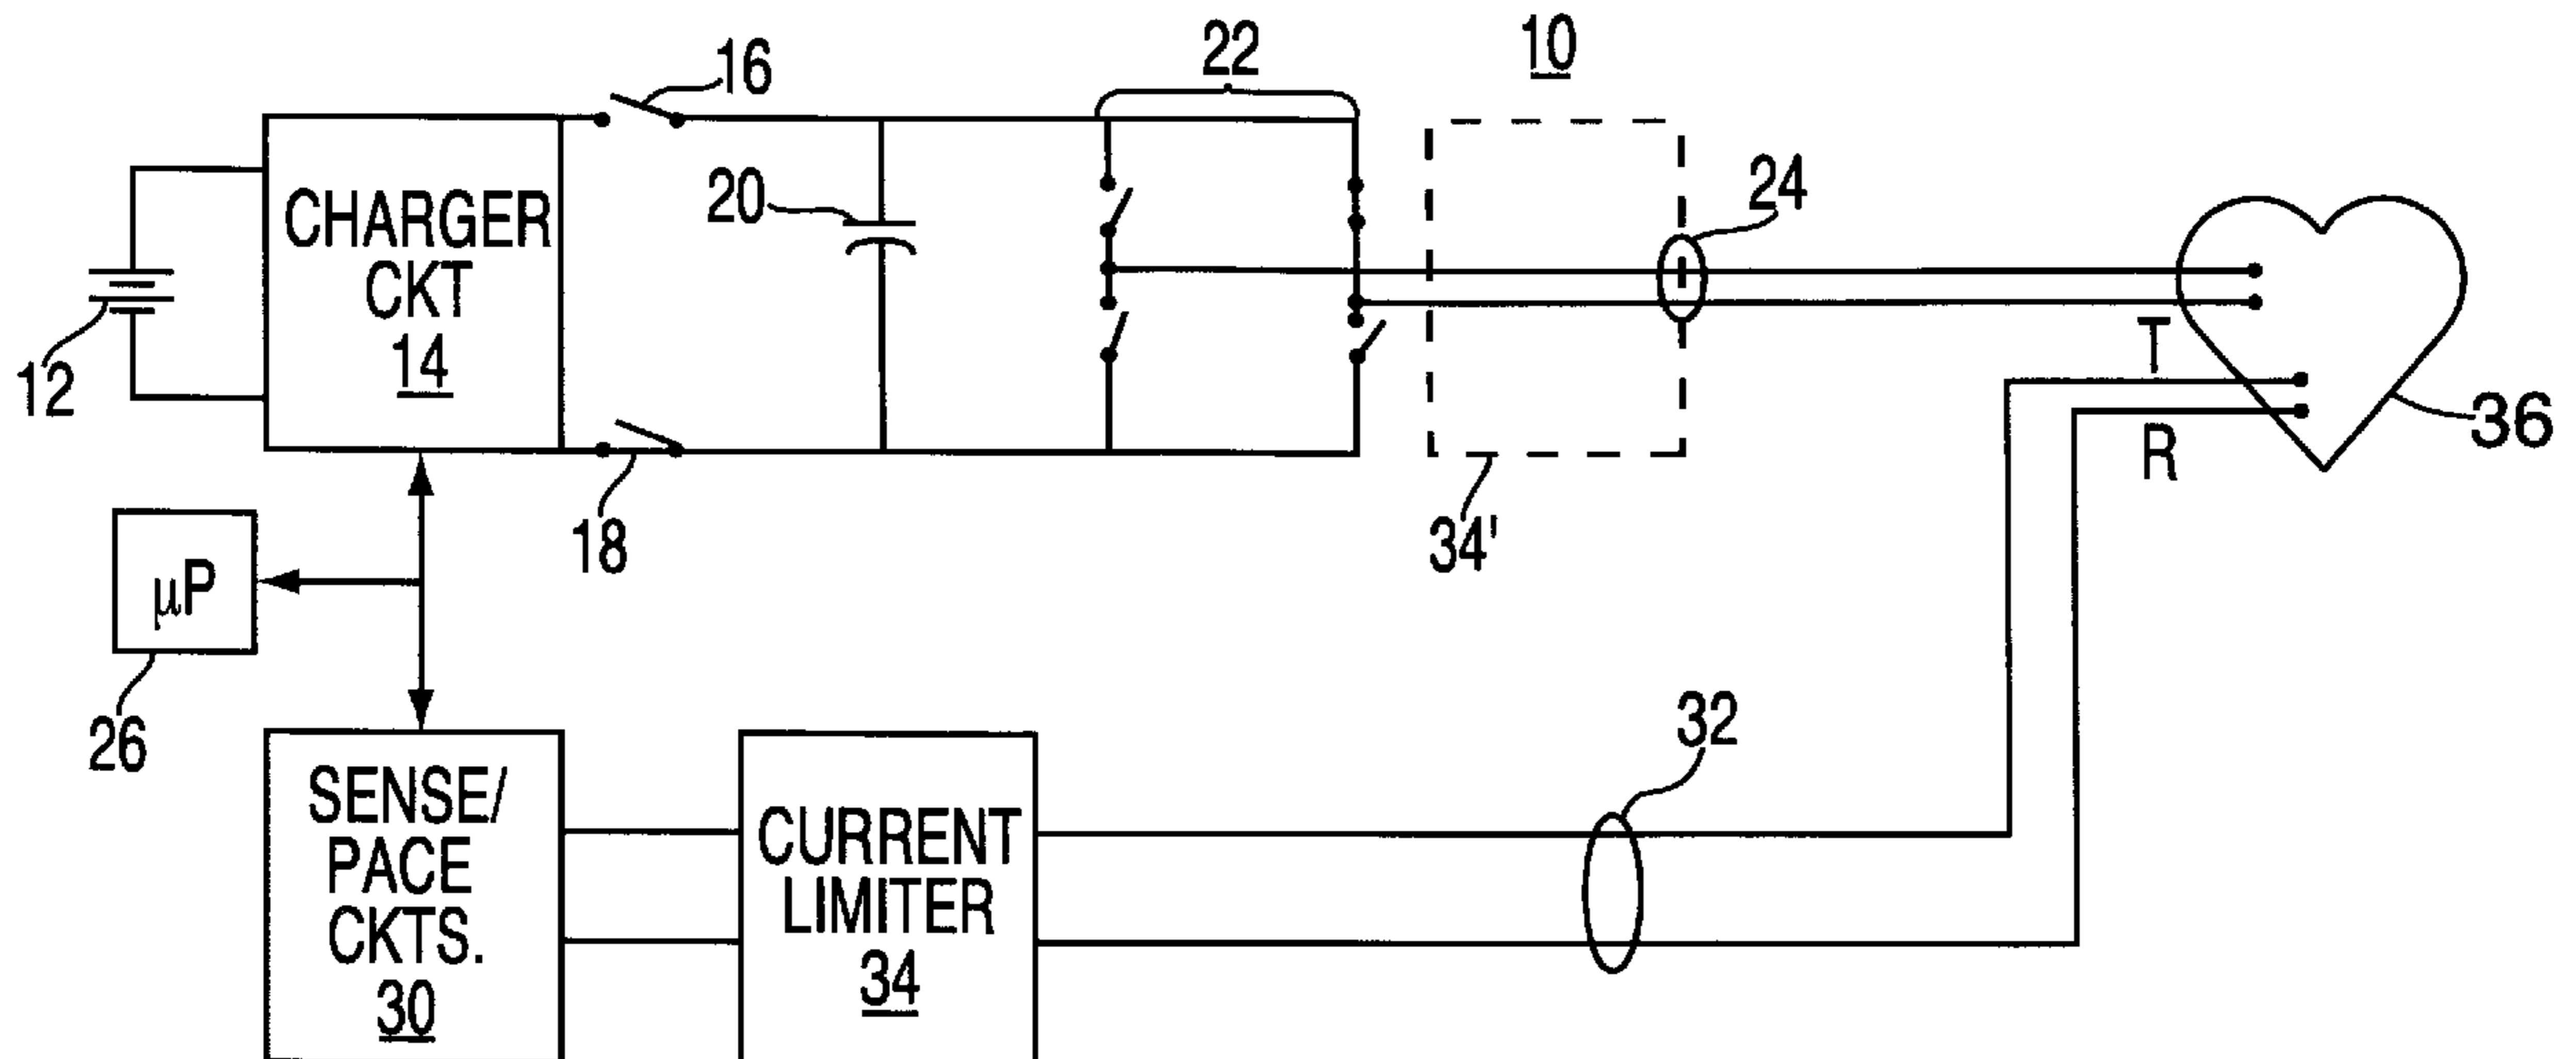 10
22
16
24
20
CHARGER
CKT
14
12
T
R
36
18
34'
μP
26
32
SENSE/
PACE
CKTS.
30
CURRENT
LIMITER
34